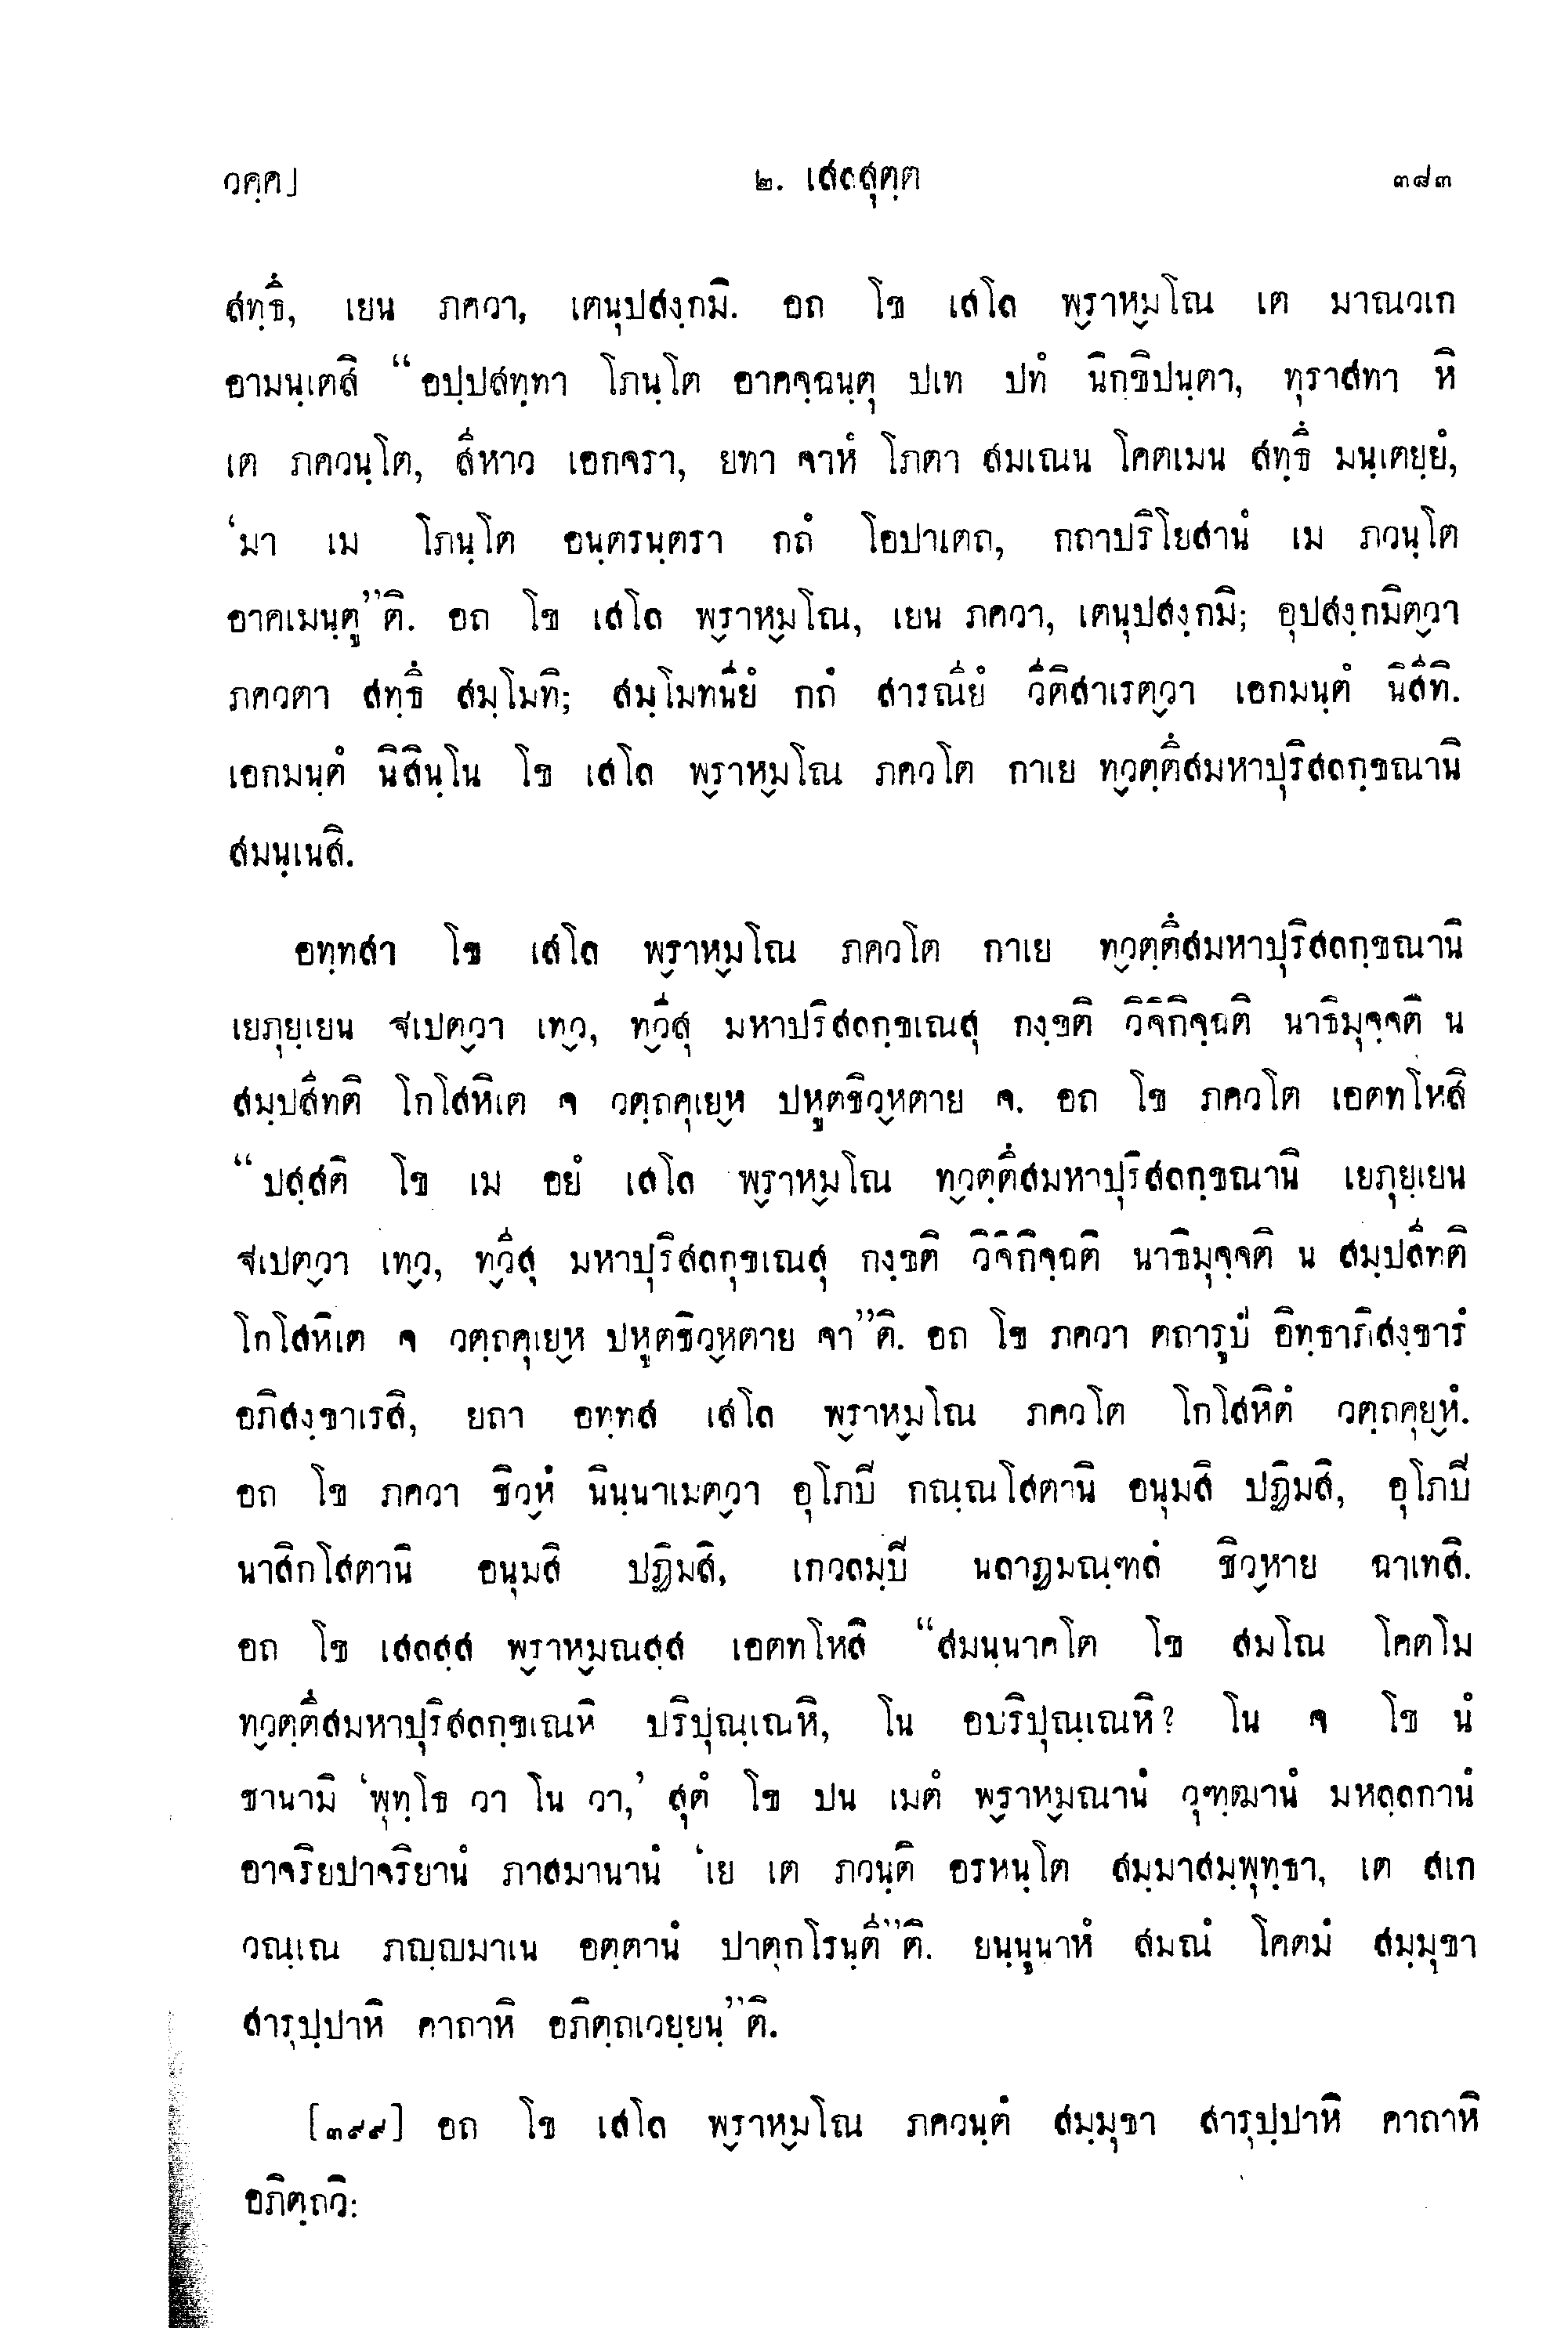 วคฺค] ๒. เสลสุตฺต ๓๘๓
สทฺธึ, เยน ภควา, เตนุปสงฺกมิ. อถ โข เสโล พฺราหฺมโณ เต มาณวเก
อามนฺเตสิ “อปฺปสทฺทา โภนฺโต อาคจฺฉนฺตุ ปเท ปทํ นิกฺขิปนฺตา, ทุราสทา หิ
เต ภควนฺโต, สีหาว เอกจรา, ยทา จาหํ โภตา สมเณน โคตเมน สทฺธึ มนฺเตยฺยํ,
‘มา เม โภนฺโต อนฺตรนฺตรา กถํ โอปาเตถ, กถาปริโยสานํ เม ภวนฺโต
อาคเมนฺตู”ติ. อถ โข เสโล พฺราหฺมโณ, เยน ภควา, เตนุปสงฺกมิ; อุปสงฺกมิตฺวา
ภควตา สทฺธึ สมฺโมทิ; สมฺโมทนียํ กถํ สารณียํ วีติสาเรตฺวา เอกมนฺตํ นิสีทิ.
เอกมนฺตํ นิสินฺโน โข เสโล พฺราหฺมโณ ภควโต กาเย ทฺวตฺตึสมหาปุริสลกฺขณานิ
สมนฺเนสิ.
อทฺทสา โข เสโล พฺราหฺมโณ ภควโต กาเย ทฺวตฺตึสมหาปุริสลกฺขณานิ
เยภุยฺเยน ฐเปตฺวา เทฺว, ทฺวีสุ มหาปริสลกฺขเณสุ กงฺขติ วิจิกิจฺฉติ นาธิมุจฺจติ น
สมฺปสีทติ โกโสหิเต จ วตฺถคุเยฺห ปหูตชิวฺหตาย จ. อถ โข ภควโต เอตทโหสิ
“ปสฺสติ โข เม อยํ เสโล พฺราหฺมโณ ทฺวตฺตึสมหาปุริสลกฺขณานิ เยภุยฺเยน
ฐเปตฺวา เทฺว, ทฺวีสุ มหาปุริสลกฺขเณสุ กงฺขติ วิจิกิจฺฉติ นาธิมุจฺจติ น สมฺปสีทติ
โกโสหิเต จ วตฺถคุเยฺห ปหูตชิวฺหตาย จา”ติ. อถ โข ภควา ตถารูปํ อิทฺธาภิสงฺขารํ
อภิสงฺขาเรสิ, ยถา อทฺทส เสโล พฺราหฺมโณ ภควโต โกโสหิตํ วตฺถคุยฺหํ.
อถ โข ภควา ชิวฺหํ นินฺนาเมตฺวา อุโภปิ กณฺณโสตานิ อนุมสิ ปฏิมสิ, อุโภปิ
นาสิกโสตานิ อนุมสิ ปฏิมสิ, เกวลมฺปิ นลาฏมณฺฑลํ ชิวฺหาย ฉาเทสิ.
อถ โข เสลสฺส พฺราหฺมณสฺส เอตทโหสิ “สมนฺนาคโต โข สมโณ โคตโม
ทฺวตฺตึสมหาปุริสลกฺขเณหิ ปริปุณฺเณหิ, โน อปริปุณฺเณหิ? โน จ โข นํ
ชานามิ ‘พุทฺโธ วา โน วา,’ สุตํ โข ปน เมตํ พฺราหฺมณานํ วุฑฺฒานํ มหลฺลกานํ
อาจริยปาจริยานํ ภาสมานานํ ‘เย เต ภวนฺติ อรหนฺโต สมฺมาสมฺพุทฺธา, เต สเก
วณฺเณ ภญฺญมาเน อตฺตานํ ปาตุกโรนฺตี”ติ. ยนฺนูนาหํ สมณํ โคตมํ สมฺมุขา
สารุปฺปาหิ คาถาหิ อภิตฺถเวยฺยนฺ”ติ.
[๓๙๙] อถ โข เสโล พฺราหฺมโณ ภควนฺตํ สมฺมุขา สารุปฺปาหิ คาถาหิ
อภิตฺถวิ: